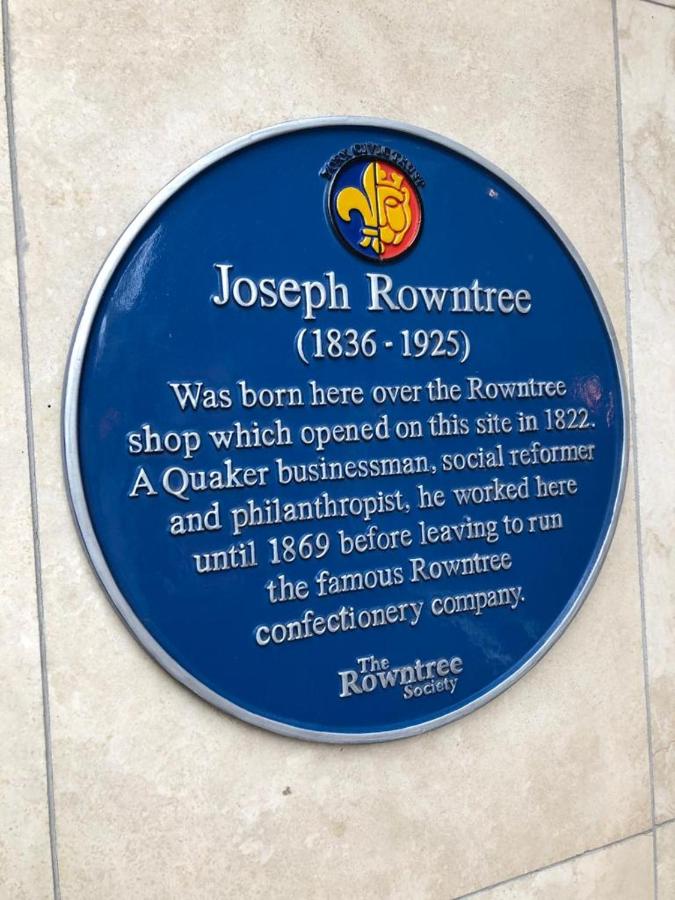 YORK CIVIC TRUST
Joseph Rowntree
(1836 - 1925)
Was born here over the Rowntree
shop which opened on this site in 1822.
A Quaker businessman, social reformer
and philanthropist, he worked here
until 1869 before leaving to run
the famous Rowntree
confectionery company.
The
Rowntree
Society